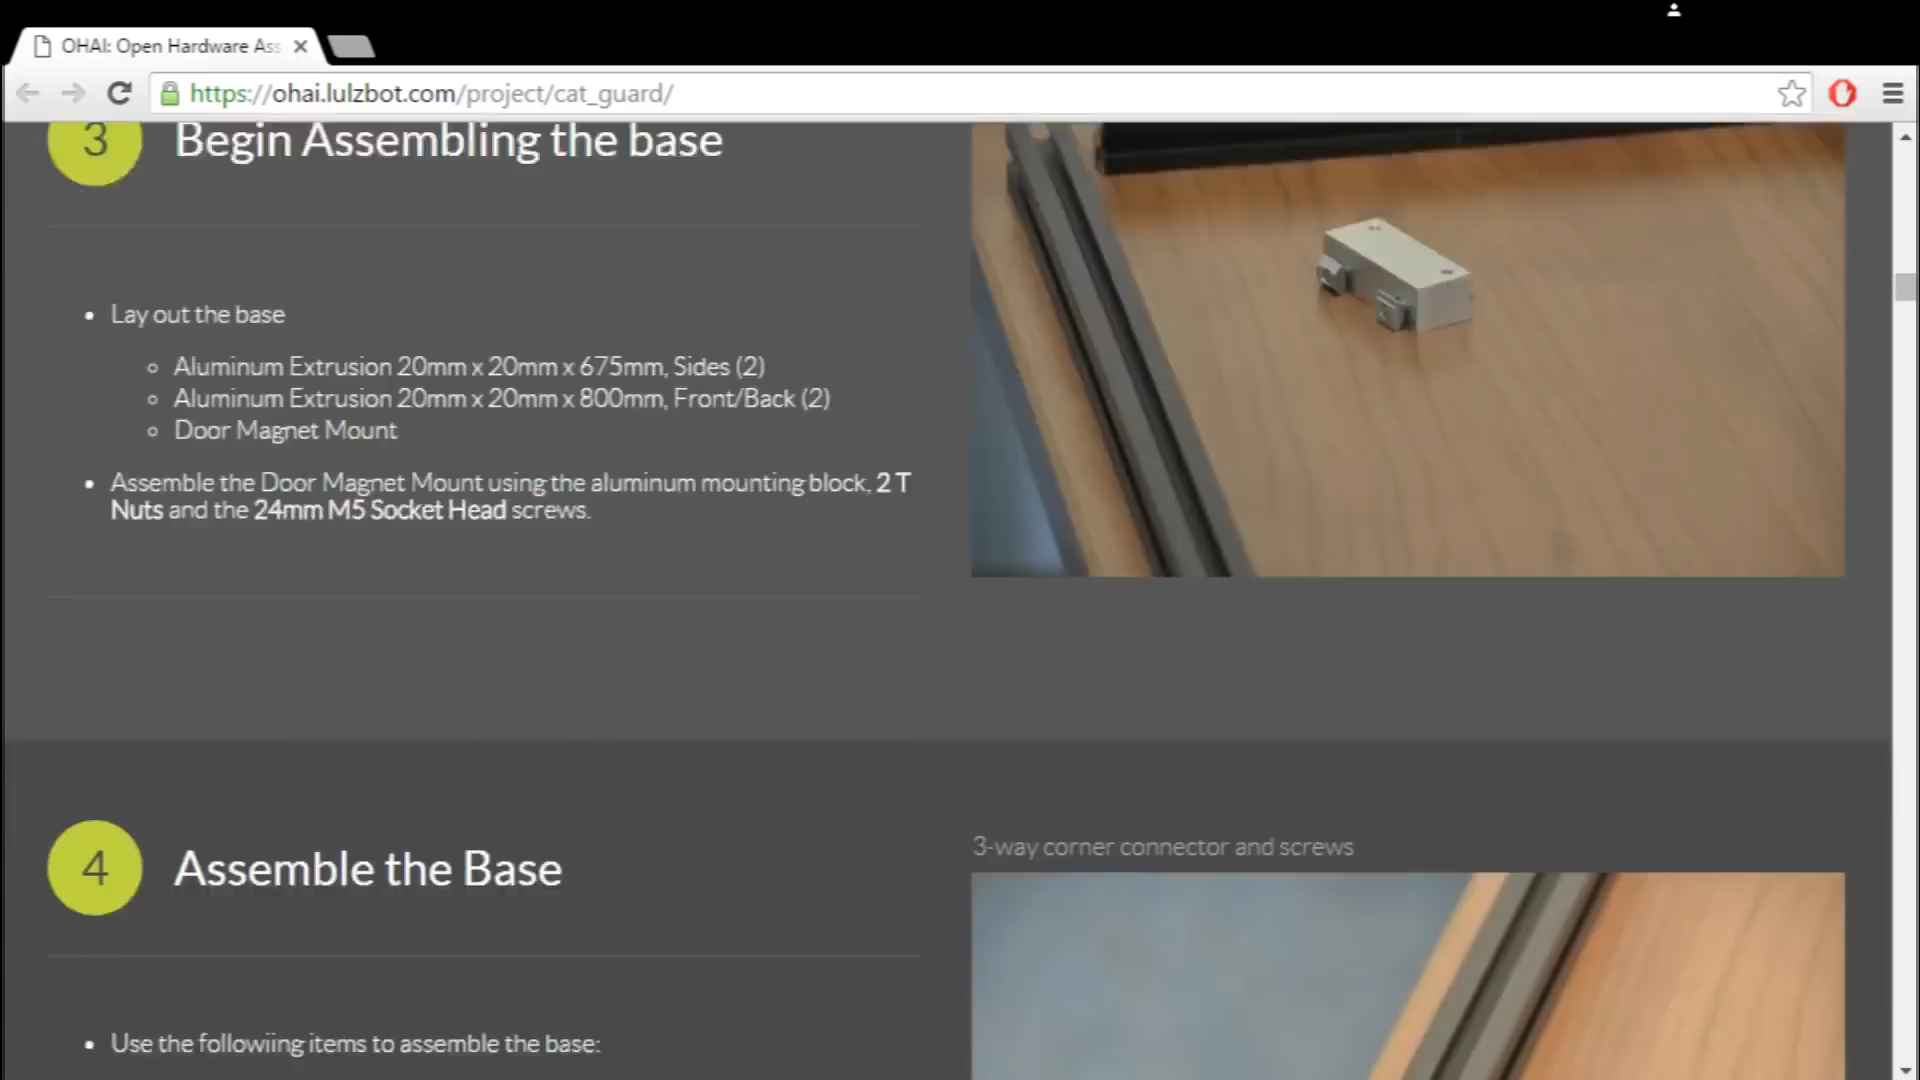 OHAI: Open Hardware Ass
https://ohai.lulzbot.com/project/cat_guard/
3
Begin Assembling the base
Lay out the base
Aluminum Extrusion 20mm x 20mm x 675mm, Sides (2)
Aluminum Extrusion 20mm x 20mm x 800mm, Front/Back (2)
Door Magnet Mount
Assemble the Door Magnet Mount using the aluminum mounting block, 2 T
Nuts and the 24mm M5 Socket Head screws.
4
Assemble the Base
3-way corner connector and screws
Use the followiing items to assemble the base: